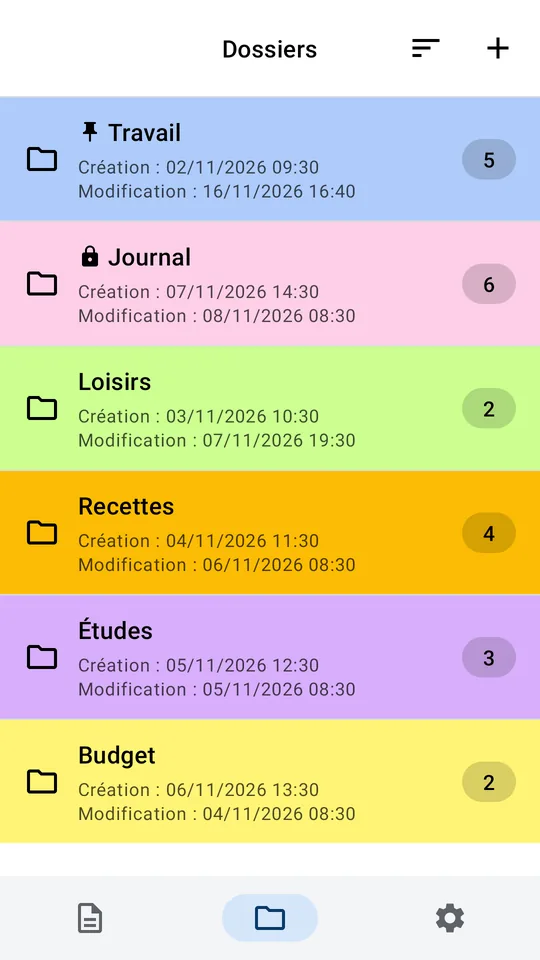 Dossiers
Travail
Création : 02/11/2026 09:30
Modification : 16/11/2026 16:40
5
Journal
Création : 07/11/2026 14:30
Modification : 08/11/2026 08:30
6
Loisirs
Création : 03/11/2026 10:30
Modification : 07/11/2026 19:30
2
Recettes
Création : 04/11/2026 11:30
Modification : 06/11/2026 08:30
4
Études
Création : 05/11/2026 12:30
Modification : 05/11/2026 08:30
3
Budget
Création : 06/11/2026 13:30
Modification : 04/11/2026 08:30
2